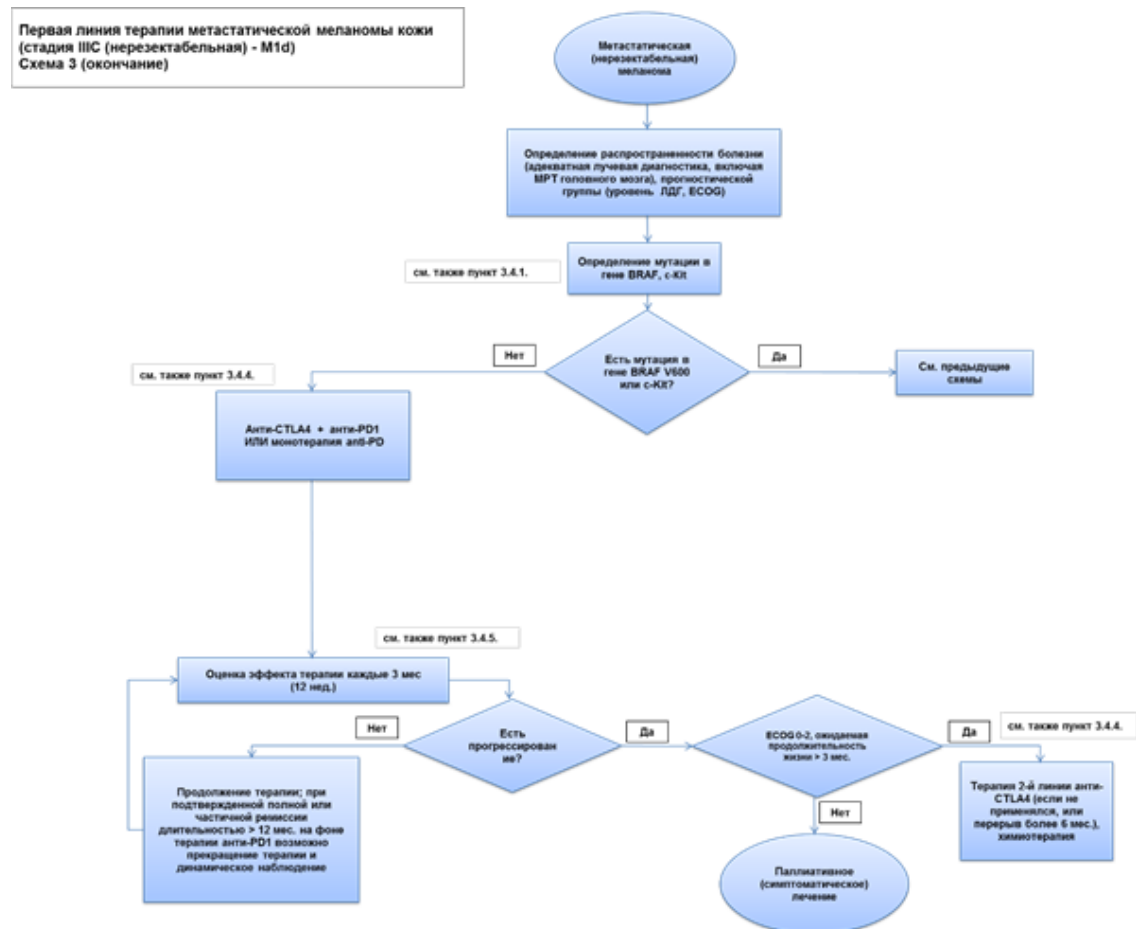 Первая линия терапии метастатической меланомы кожи
(стадия IIIC (нерезектабельная) - M1d)
Схема 3 (окончание)
Метастатическая
(нерезектабельная)
меланома
Определение распространенности болезни
(адекватная лучевая диагностика, включая
МРТ головного мозга), прогностической
группы (уровень ЛДГ, ECOG)
см. также пункт 3.4.1.
Определение мутации в
гене BRAF, c-Kit
Нет
Есть мутация в
гене BRAF V600
или c-Kit?
Да
См. предыдущие
схемы
см. также пункт 3.4.4.
Анти-CTLA4 + анти-PD1
ИЛИ монотерапия anti-PD
см. также пункт 3.4.5.
Оценка эффекта терапии каждые 3 мес
(12 нед.)
Нет
Есть
прогрессирован
ие?
Да
ECOG 0-2, ожидаемая
продолжительность
жизни > 3 мес.
Да
см. также пункт 3.4.4.
Продолжение терапии; при
подтвержденной полной или
частичной ремиссии
длительностью > 12 мес. на фоне
терапии анти-PD1 возможно
прекращение терапии и
динамическое наблюдение
Терапия 2-й линии анти-
CTLA4 (если не
применялся, или
перерыв более 6 мес.),
химиотерапия
Нет
Паллиативное
(симптоматическое)
лечение